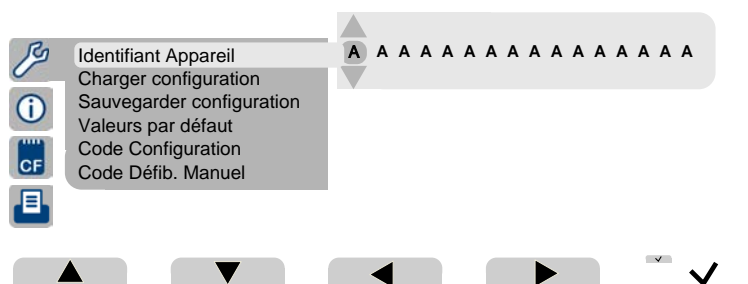 Identifiant Appareil
A A A A A A A A A A A A A A A A
Charger configuration
Sauvegarder configuration
Valeurs par défaut
Code Configuration
Code Défib. Manuel
CF